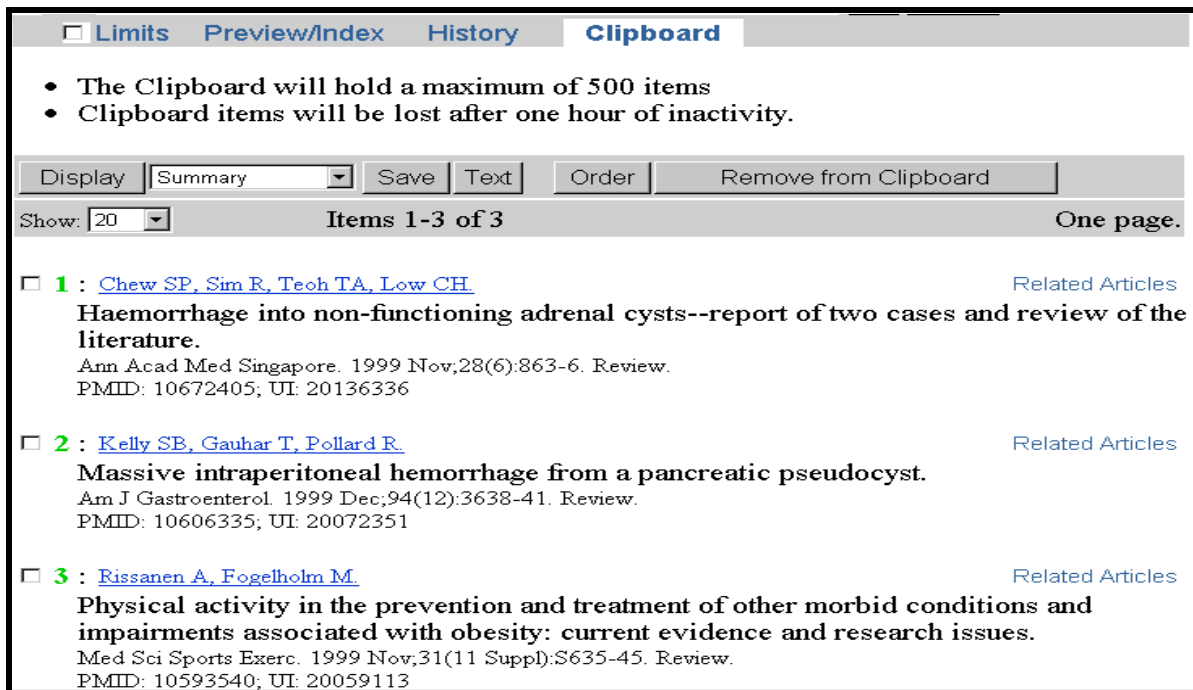 Limits Preview/Index History Clipboard
• The Clipboard will hold a maximum of 500 items
• Clipboard items will be lost after one hour of inactivity.
Display Summary Save Text Order Remove from Clipboard
Show: 20 Items 1-3 of 3 One page.
1 : Chew SP, Sim R, Teoh TA, Low CH. Related Articles
Haemorrhage into non-functioning adrenal cysts--report of two cases and review of the
literature.
Ann Acad Med Singapore. 1999 Nov;28(6):863-6. Review.
PMID: 10672405; UI: 20136336
2 : Kelly SB, Gauhar T, Pollard R. Related Articles
Massive intraperitoneal hemorrhage from a pancreatic pseudocyst.
Am J Gastroenterol. 1999 Dec;94(12):3638-41. Review.
PMID: 10606335; UI: 20072351
3 : Rissanen A, Fogelholm M. Related Articles
Physical activity in the prevention and treatment of other morbid conditions and
impairments associated with obesity: current evidence and research issues.
Med Sci Sports Exerc. 1999 Nov;31(11 Suppl):S635-45. Review.
PMID: 10593540; UI: 20059113